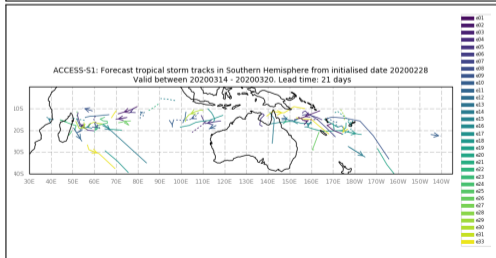 ACCESS-S1: Forecast tropical storm tracks in Southern Hemisphere from initialised date 20200228
Valid between 20200314 - 20200320. Lead time: 21 days
10S
20S
30S
40S
30E 40E 50E 60E 70E 80E 90E 100E 110E 120E 130E 140E 150E 160E 170E 180E 170W 160W 150W 140W
e01
e02
e03
e04
e05
e06
e07
e08
e09
e10
e11
e12
e13
e14
e15
e16
e17
e18
e19
e20
e21
e22
e23
e24
e25
e26
e27
e28
e29
e30
e31
e33